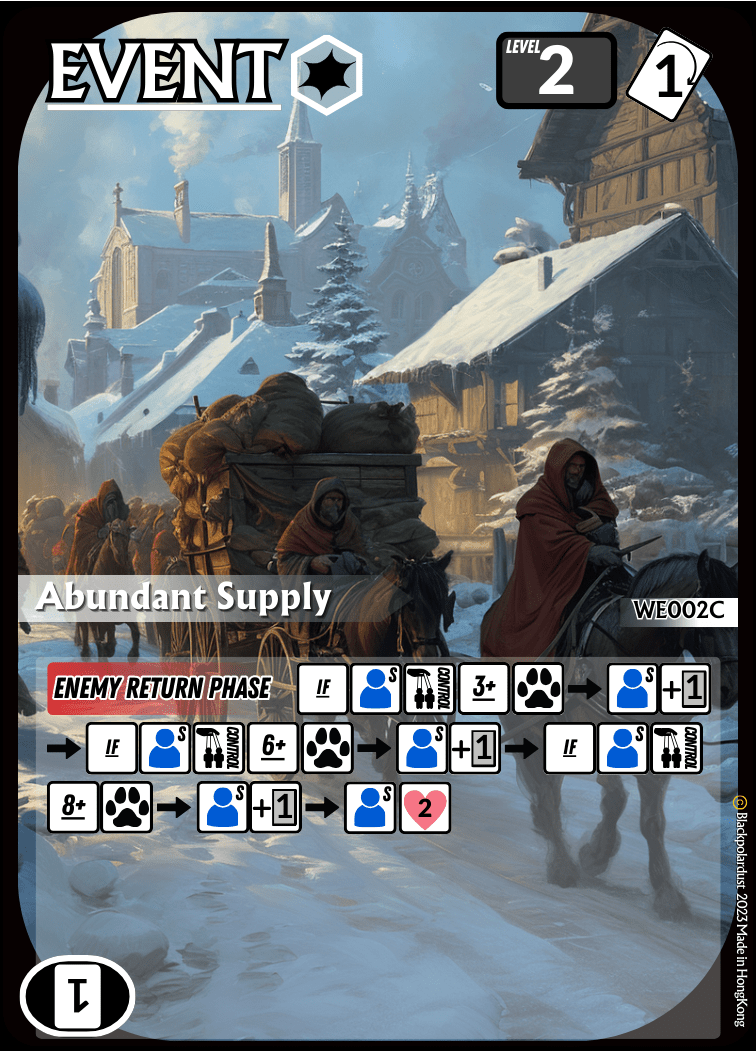 EVENT
LEVEL
2
1
Abundant Supply
WE002C
ENEMY RETURN PHASE IF S CONTROL 3+ S +1
IF S CONTROL 6+ S +1 IF S CONTROL
8+ S +1 S 2
1
© Blackpolardust 2023 Made in HongKong